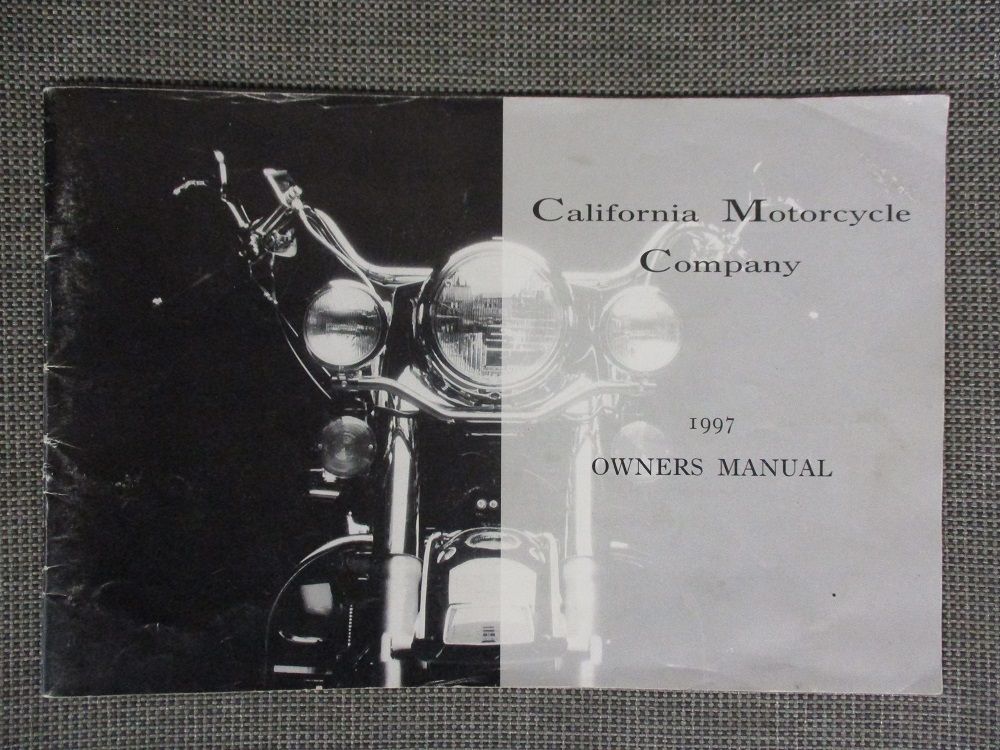 California Motorcycle
Company
1997
OWNERS MANUAL